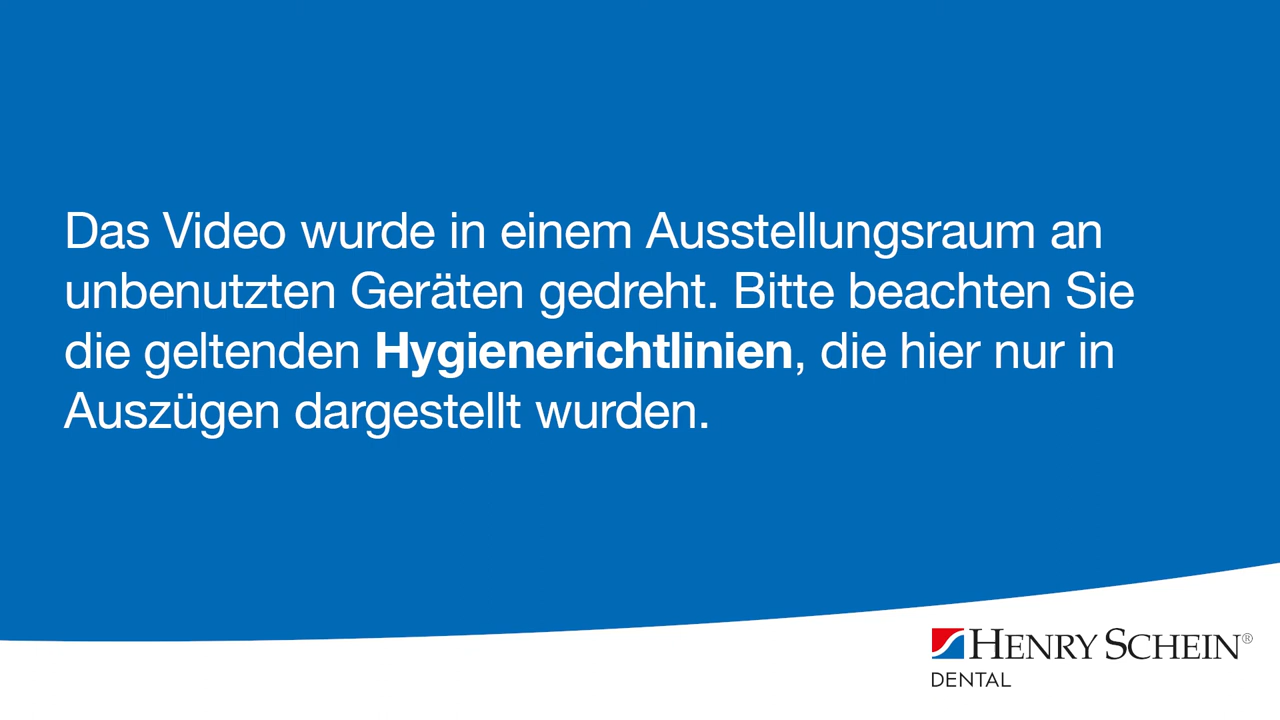 Das Video wurde in einem Ausstellungsraum an
unbenutzten Geräten gedreht. Bitte beachten Sie
die geltenden Hygienerichtlinien, die hier nur in
Auszügen dargestellt wurden.
HENRY SCHEIN®
DENTAL